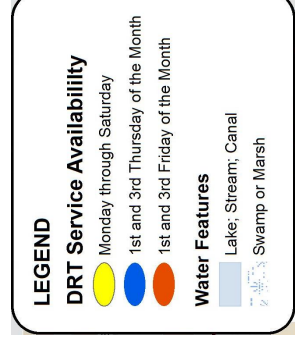 LEGEND
DRT Service Availablility
Monday through Saturday
1st and 3rd Thursday of the Month
1st and 3rd Friday of the Month
Water Features
Lake; Stream; Canal
Swamp or Marsh